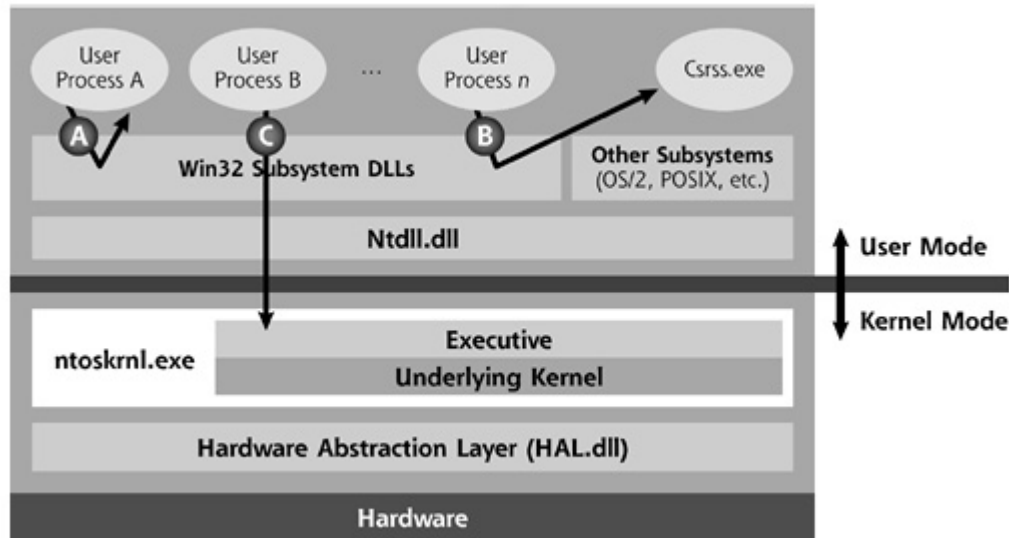 User
Process A
User
Process B
...
User
Process n
Csrss.exe
A
C
B
Win32 Subsystem DLLs
Other Subsystems
(OS/2, POSIX, etc.)
Ntdll.dll
User Mode
Kernel Mode
ntoskrnl.exe
Executive
Underlying Kernel
Hardware Abstraction Layer (HAL.dll)
Hardware